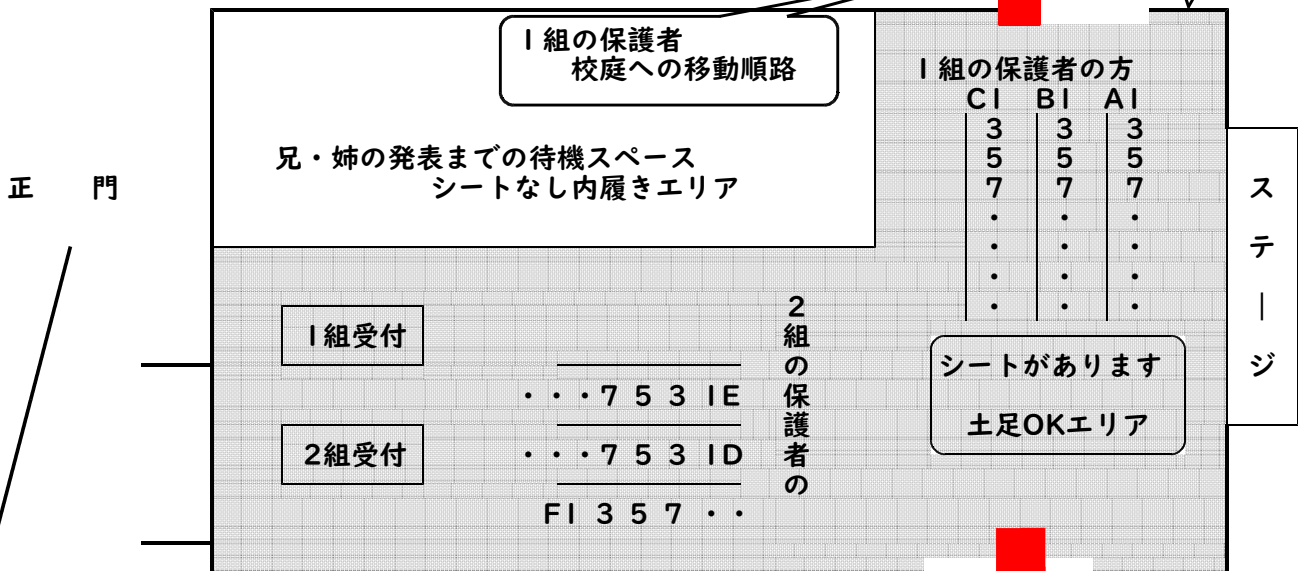 1組の保護者
校庭への移動順路
1組の保護者の方
C1 B1 A1
3 3 3
5 5 5
7 7 7
・ ・ ・
・ ・ ・
・ ・ ・
・ ・ ・
兄・姉の発表までの待機スペース
シートなし内履きエリア
正 門
ステージ
1組受付
2組受付
2組の保護者の
・・・7 5 3 1E
・・・7 5 3 1D
F1 3 5 7 ・・
シートがあります
土足OKエリア